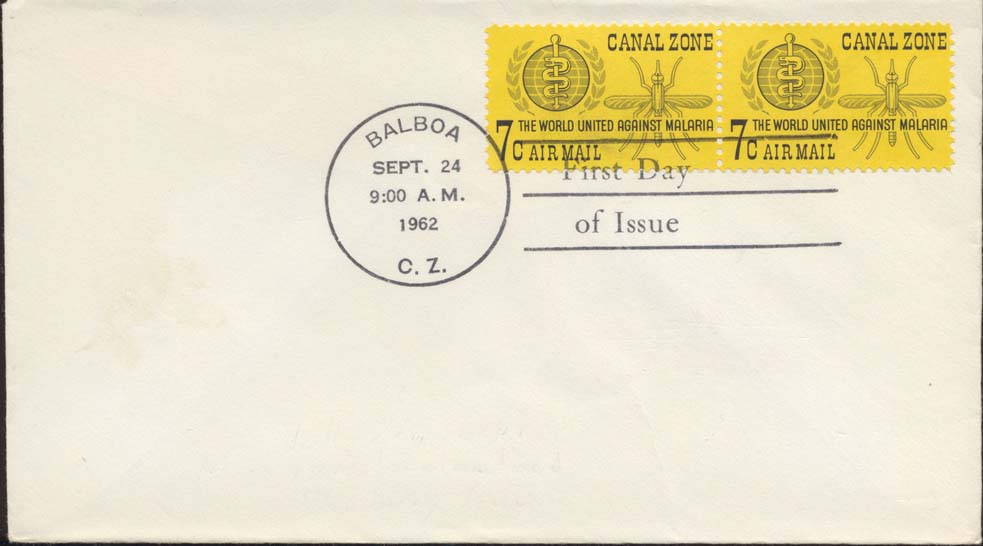 CANAL ZONE
7 THE WORLD UNITED AGAINST MALARIA
C AIR MAIL
CANAL ZONE
7 THE WORLD UNITED AGAINST MALARIA
C AIR MAIL
BALBOA
SEPT. 24
9:00 A.M.
1962
C. Z.
First Day
of Issue